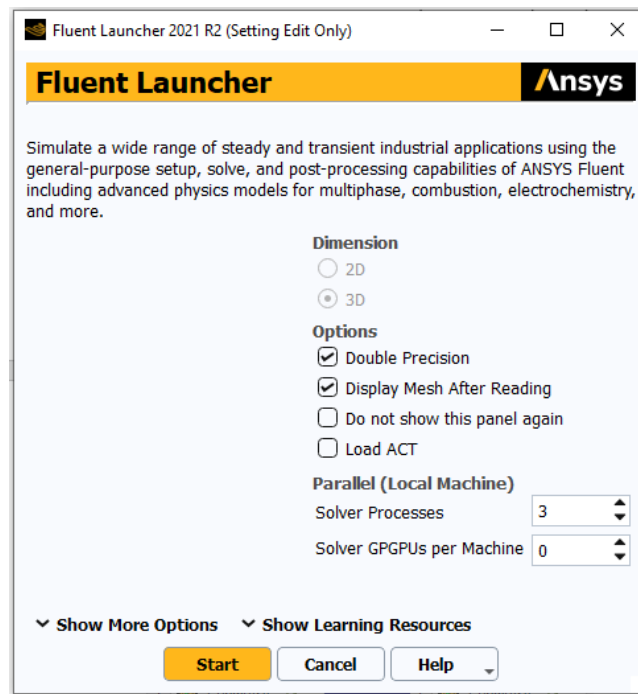 Fluent Launcher 2021 R2 (Setting Edit Only)
Fluent Launcher
Ansys
Simulate a wide range of steady and transient industrial applications using the
general-purpose setup, solve, and post-processing capabilities of ANSYS Fluent
including advanced physics models for multiphase, combustion, electrochemistry,
and more.
Dimension
2D
3D
Options
Double Precision
Display Mesh After Reading
Do not show this panel again
Load ACT
Parallel (Local Machine)
Solver Processes 3
Solver GPGPUs per Machine 0
Show More Options Show Learning Resources
Start Cancel Help